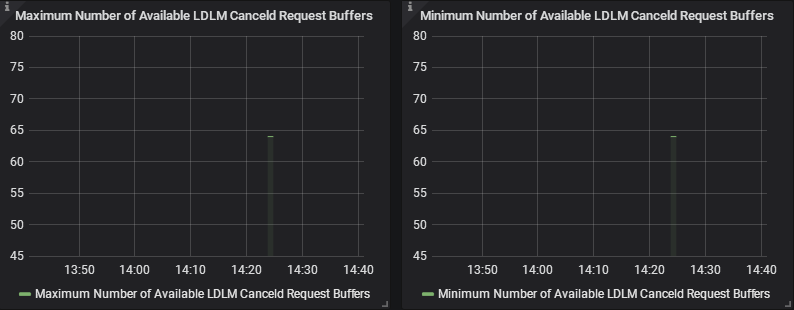 Maximum Number of Available LDLM Canceld Request Buffers
80
75
70
65
60
55
50
45
13:50 14:00 14:10 14:20 14:30 14:40
Maximum Number of Available LDLM Canceld Request Buffers
Minimum Number of Available LDLM Canceld Request Buffers
80
75
70
65
60
55
50
45
13:50 14:00 14:10 14:20 14:30 14:40
Minimum Number of Available LDLM Canceld Request Buffers